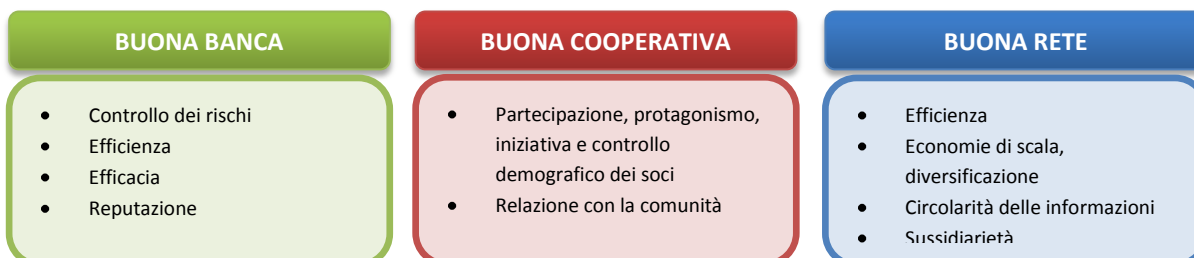 BUONA BANCA
• Controllo dei rischi
• Efficienza
• Efficacia
• Reputazione
BUONA COOPERATIVA
• Partecipazione, protagonismo,
iniziativa e controllo
demografico dei soci
• Relazione con la comunità
BUONA RETE
• Efficienza
• Economie di scala,
diversificazione
• Circolarità delle informazioni
• Sussidiarietà